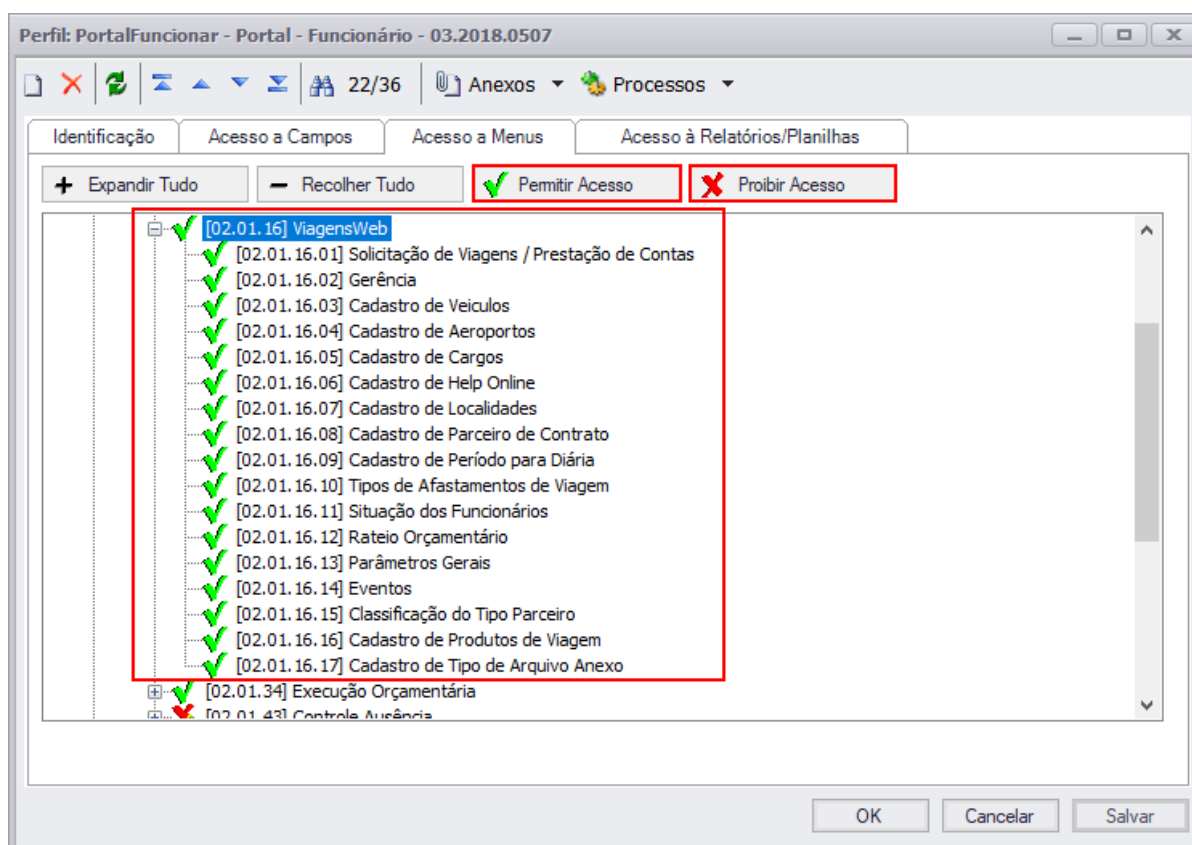 Perfil: PortalFuncionar - Portal - Funcionário - 03.2018.0507
22/36 Anexos Processos
Identificação Acesso a Campos Acesso a Menus Acesso à Relatórios/Planilhas
Expandir Tudo Recolher Tudo Permitir Acesso Proibir Acesso
[02.01.16] ViagensWeb
[02.01.16.01] Solicitação de Viagens / Prestação de Contas
[02.01.16.02] Gerência
[02.01.16.03] Cadastro de Veiculos
[02.01.16.04] Cadastro de Aeroportos
[02.01.16.05] Cadastro de Cargos
[02.01.16.06] Cadastro de Help Online
[02.01.16.07] Cadastro de Localidades
[02.01.16.08] Cadastro de Parceiro de Contrato
[02.01.16.09] Cadastro de Período para Diária
[02.01.16.10] Tipos de Afastamentos de Viagem
[02.01.16.11] Situação dos Funcionários
[02.01.16.12] Rateio Orçamentário
[02.01.16.13] Parâmetros Gerais
[02.01.16.14] Eventos
[02.01.16.15] Classificação do Tipo Parceiro
[02.01.16.16] Cadastro de Produtos de Viagem
[02.01.16.17] Cadastro de Tipo de Arquivo Anexo
[02.01.34] Execução Orçamentária
[02.01.43] Controle Ausência
OK Cancelar Salvar